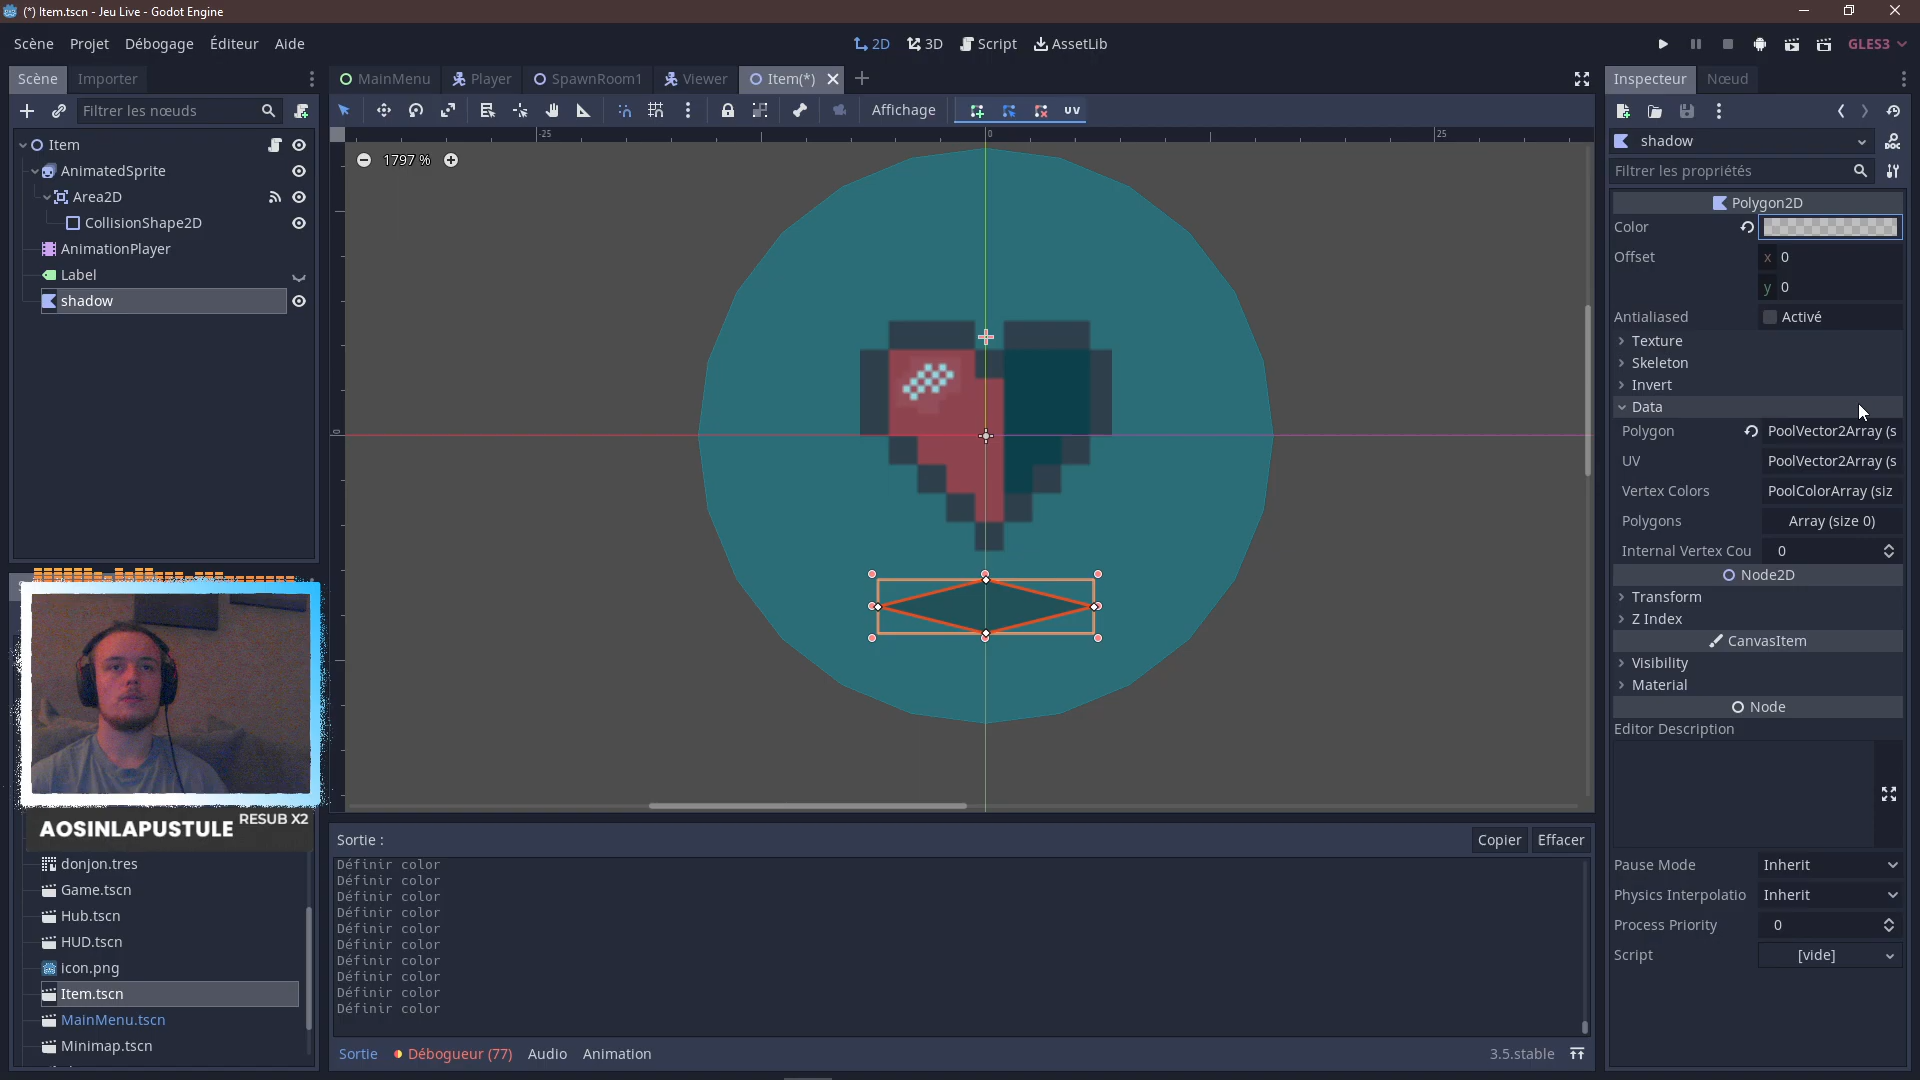 (*) Item.tscn - Jeu Live - Godot Engine
Scène Projet Débogage Éditeur Aide
2D 3D Script AssetLib
GLES3
Scène Importer
MainMenu Player SpawnRoom1 Viewer Item(*)
Inspecteur Nœud
Filtrer les nœuds
Affichage
UV
-25 0 25
1797 %
0
Item
AnimatedSprite
Area2D
CollisionShape2D
AnimationPlayer
Label
shadow
shadow
Filtrer les propriétés
Polygon2D
Color
Offset x 0
y 0
Antialiased Activé
Texture
Skeleton
Invert
Data
Polygon PoolVector2Array (s
UV PoolVector2Array (s
Vertex Colors PoolColorArray (siz
Polygons Array (size 0)
Internal Vertex Cou 0
Node2D
Transform
Z Index
CanvasItem
Visibility
Material
Node
Editor Description
Pause Mode Inherit
Physics Interpolatio Inherit
Process Priority 0
Script [vide]
AOSINLAPUSTULE RESUB X2
donjon.tres
Game.tscn
Hub.tscn
HUD.tscn
icon.png
Item.tscn
MainMenu.tscn
Minimap.tscn
Sortie :
Copier Effacer
Définir color
Définir color
Définir color
Définir color
Définir color
Définir color
Définir color
Définir color
Définir color
Définir color
Sortie Débogueur (77) Audio Animation
3.5.stable